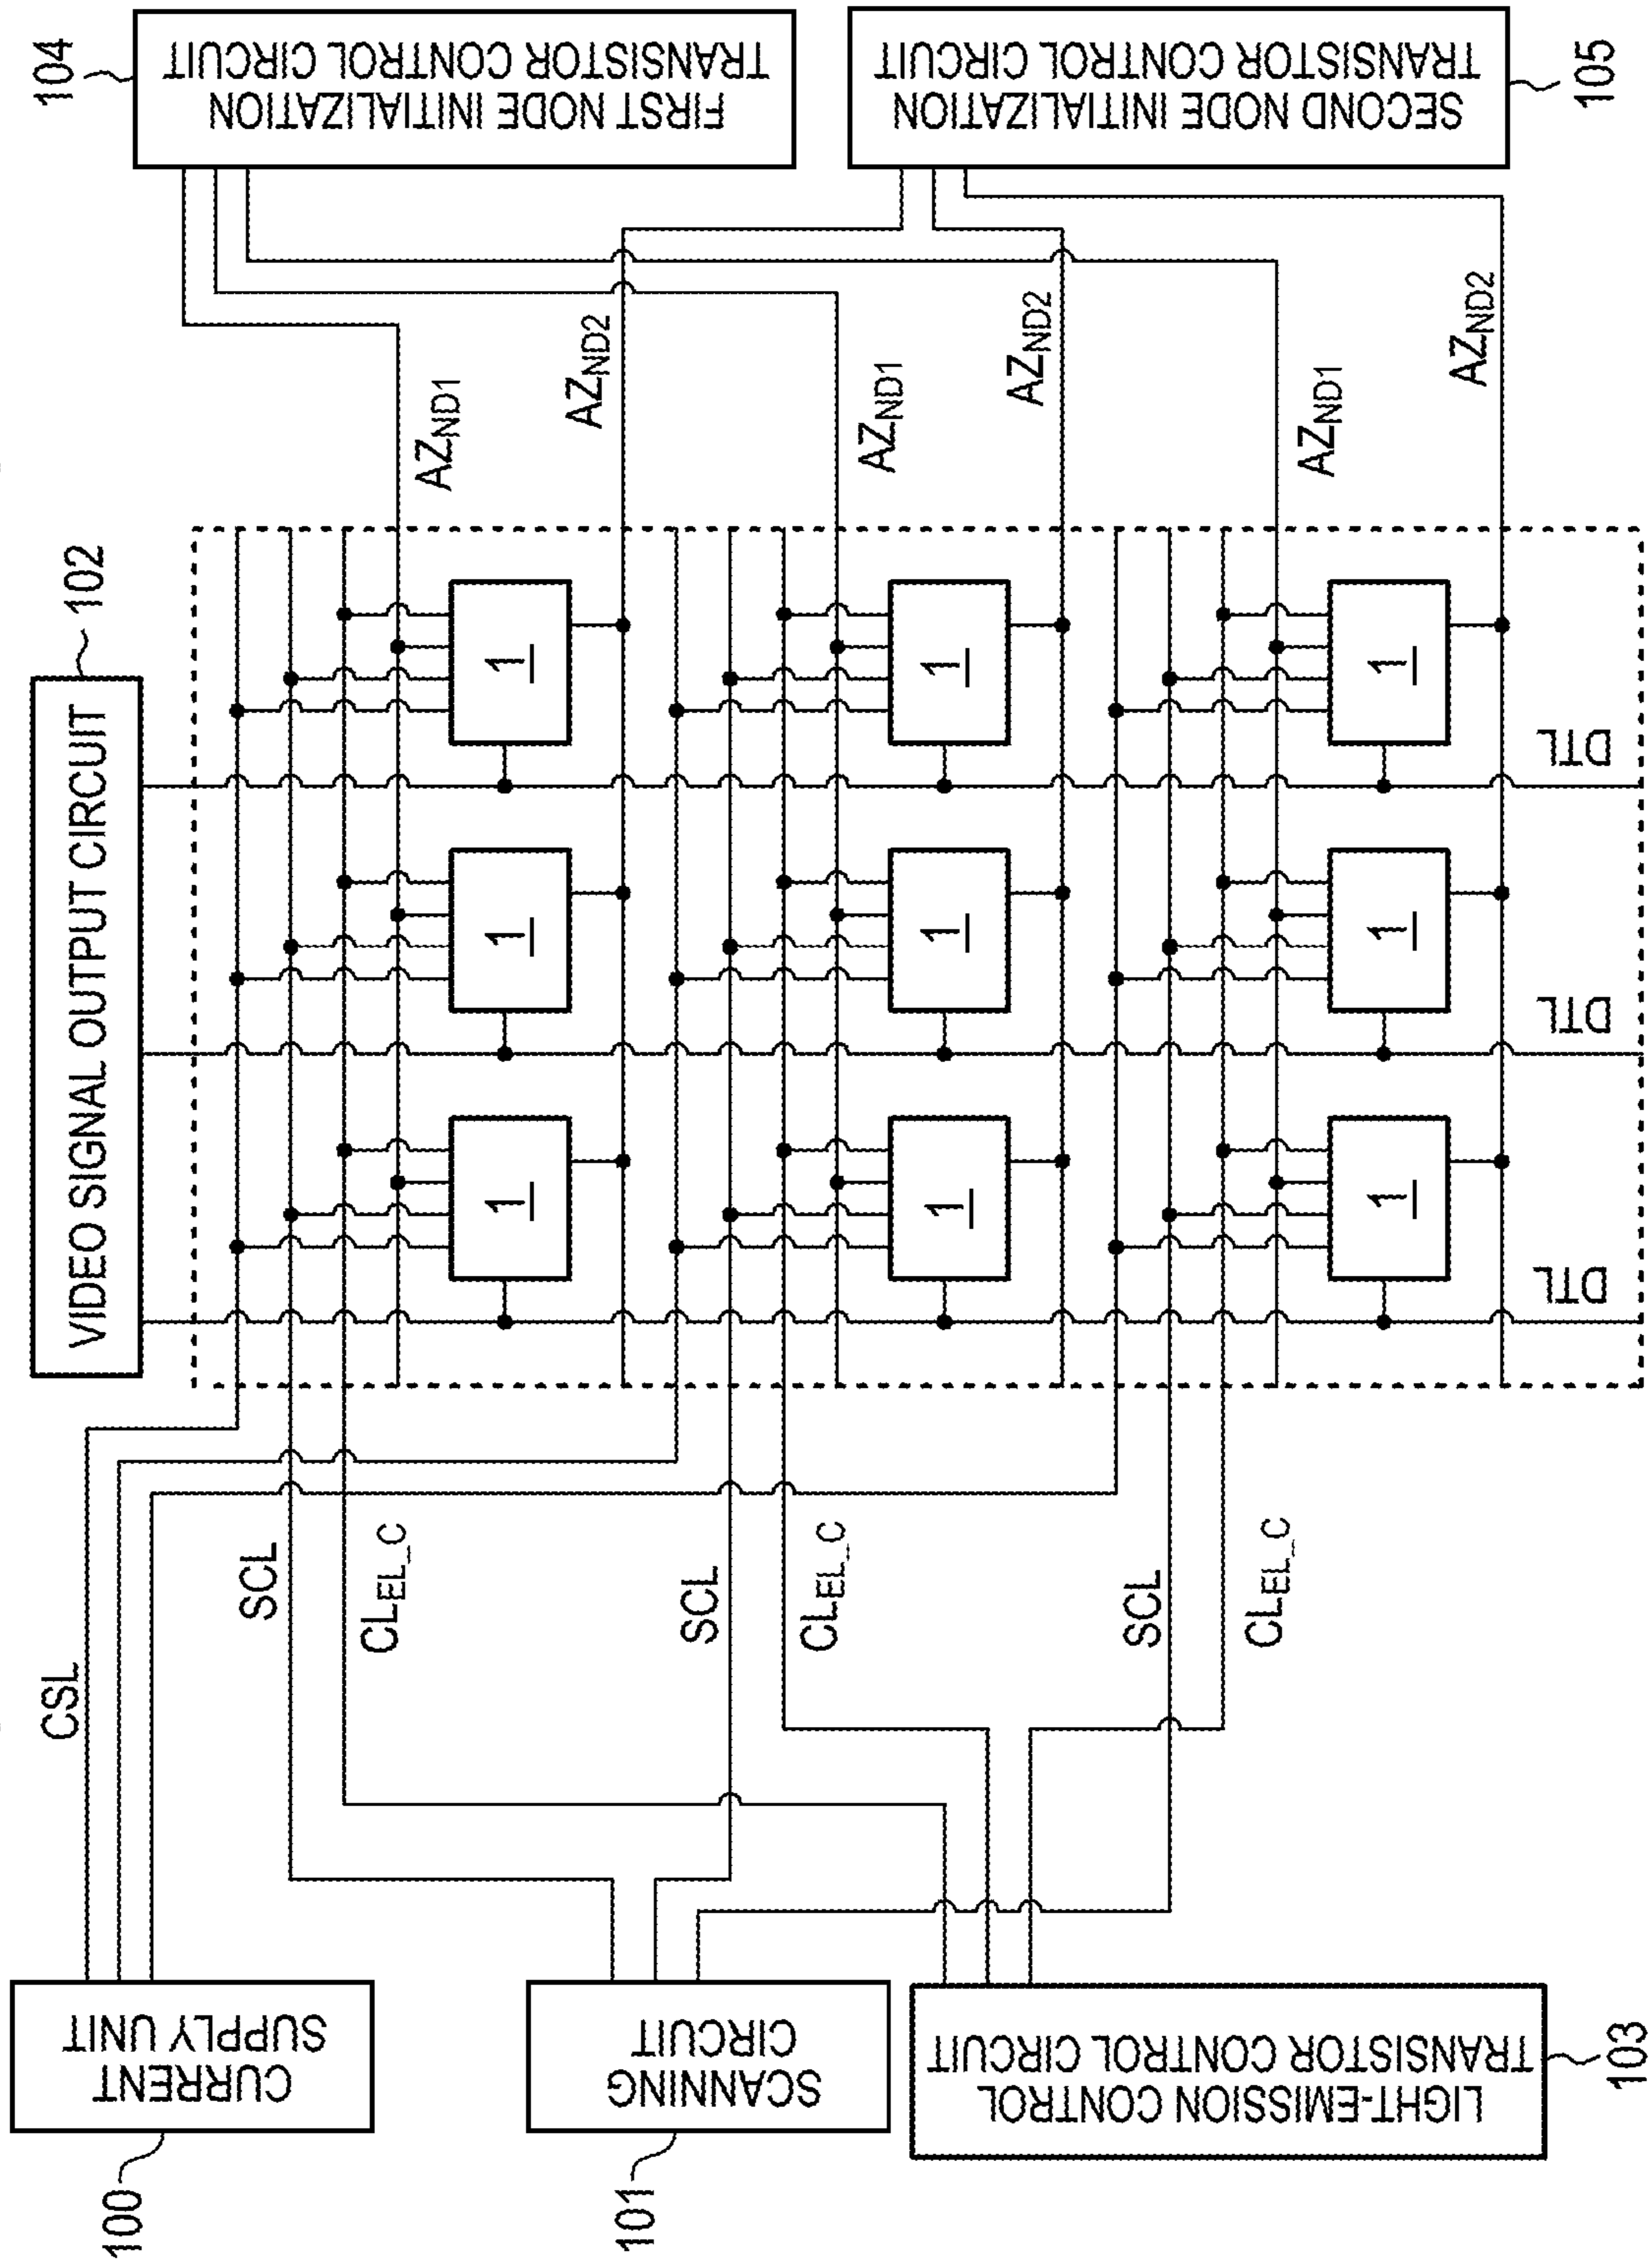 104
FIRST NODE INITIALIZATION
TRANSISTOR CONTROL CIRCUIT
SECOND NODE INITIALIZATION
TRANSISTOR CONTROL CIRCUIT
105
102
VIDEO SIGNAL OUTPUT CIRCUIT
AZND1
AZND2
AZND1
AZND2
AZND1
AZND2
1
1
1
DTL
1
1
1
DTL
1
1
1
DTL
CSL
SCL
CLEL_C
SCL
CLEL_C
SCL
CLEL_C
CURRENT
SUPPLY UNIT
100
SCANNING
CIRCUIT
101
LIGHT-EMISSION CONTROL
TRANSISTOR CONTROL CIRCUIT
103